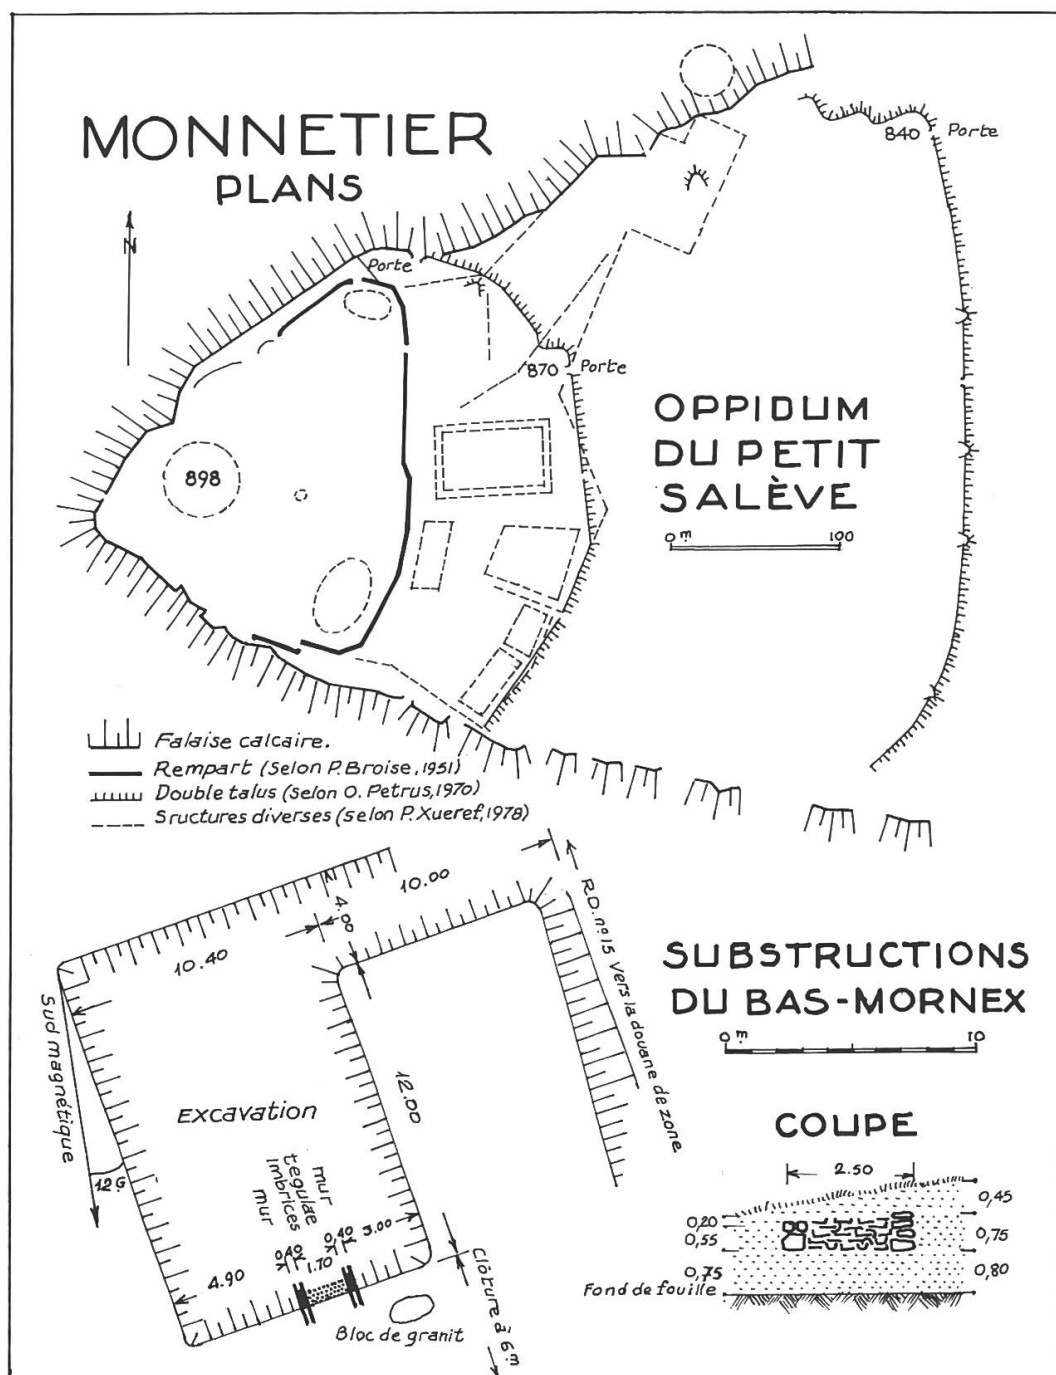 MONNETIER
PLANS
N
Porte
840 Porte
870 Porte
898
OPPIDUM
DU PETIT
SALÈVE
0 m. 100
Falaise calcaire.
Rempart (Selon P. Broise, 1951)
Double talus (selon O. Petrus, 1970)
Sructures diverses (selon P. Xueref, 1978)
10.00
4.00
10.40
R.D. nº 15 Vers la douane de zone
Sud magnétique
12 G
Excavation
12.00
mur
tegulae
imbrices
mur
0,40
1.70
0,40
3.00
4.90
Bloc de granit
Clôture à 6 m.
SUBSTRUCTIONS
DU BAS-MORNEX
0 m. 10
COUPE
2.50
0,45
0,20
0,55
0,75
0,75
0,80
Fond de fouille